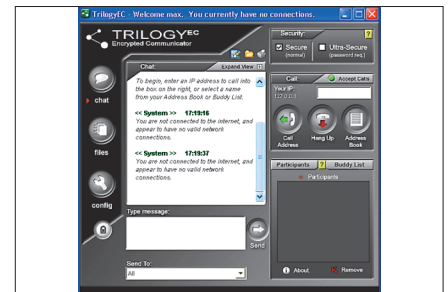 TrilogyEC - Welcome max. You currently have no connections.
TRILOGY EC
Encrypted Communicator
Security:
?
Secure
(normal)
Ultra-Secure
(password req.)
Chat:
Expand View
To begin, enter an IP address to call into
the box on the right, or select a name
from your Address Book or Buddy List.
<< System >> 17:19:16
You are not connected to the internet, and
appear to have no valid network
connections.
<< System >> 17:19:37
You are not connected to the internet, and
appear to have no valid network
connections.
chat
files
config
Type message:
Send
Send To:
All
Call
Accept Calls
Your IP:
127.0.0.1
Call
Address
Hang Up
Address
Book
Participants
?
Buddy List
Participants
About
Remove